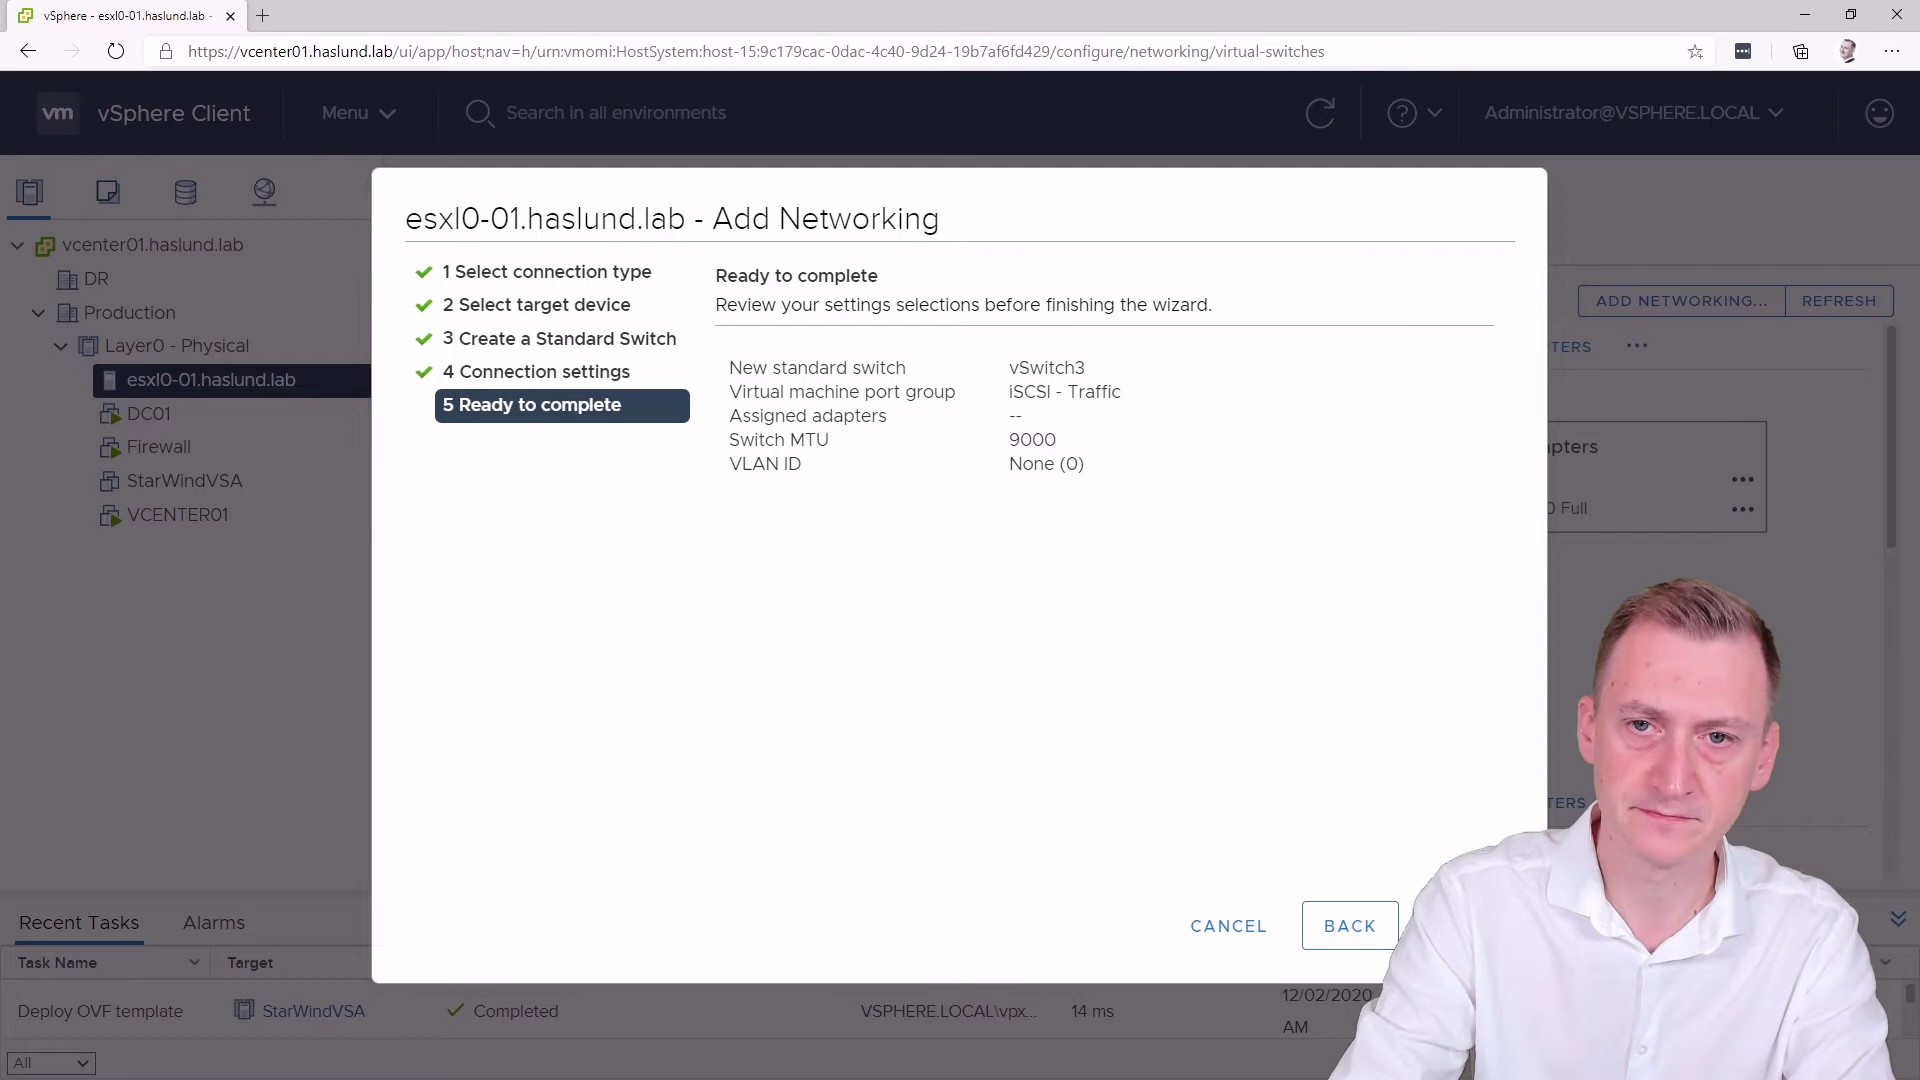 vSphere - esxl0-01.haslund.lab -
https://vcenter01.haslund.lab/ui/app/host;nav=h/urn:vmomi:HostSystem:host-15:9c179cac-0dac-4c40-9d24-19b7af6fd429/configure/networking/virtual-switches
vm vSphere Client Menu Search in all environments Administrator@VSPHERE.LOCAL
vcenter01.haslund.lab
DR
Production
Layer0 - Physical
esxl0-01.haslund.lab
DC01
Firewall
StarWindVSA
VCENTER01
esxl0-01.haslund.lab - Add Networking
1 Select connection type
2 Select target device
3 Create a Standard Switch
4 Connection settings
5 Ready to complete
Ready to complete
Review your settings selections before finishing the wizard.
New standard switch vSwitch3
Virtual machine port group iSCSI - Traffic
Assigned adapters --
Switch MTU 9000
VLAN ID None (0)
CANCEL BACK
ADD NETWORKING... REFRESH
Full
Recent Tasks Alarms
Task Name Target
Deploy OVF template StarWindVSA Completed VSPHERE.LOCAL\vpx... 14 ms 12/02/2020
AM
All